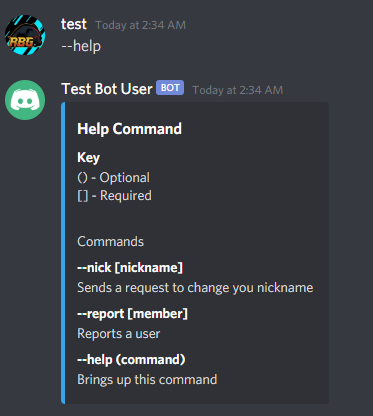 RBG
test Today at 2:34 AM
--help
Test Bot User BOT Today at 2:34 AM
Help Command
Key
() - Optional
[] - Required
Commands
--nick [nickname]
Sends a request to change you nickname
--report [member]
Reports a user
--help (command)
Brings up this command